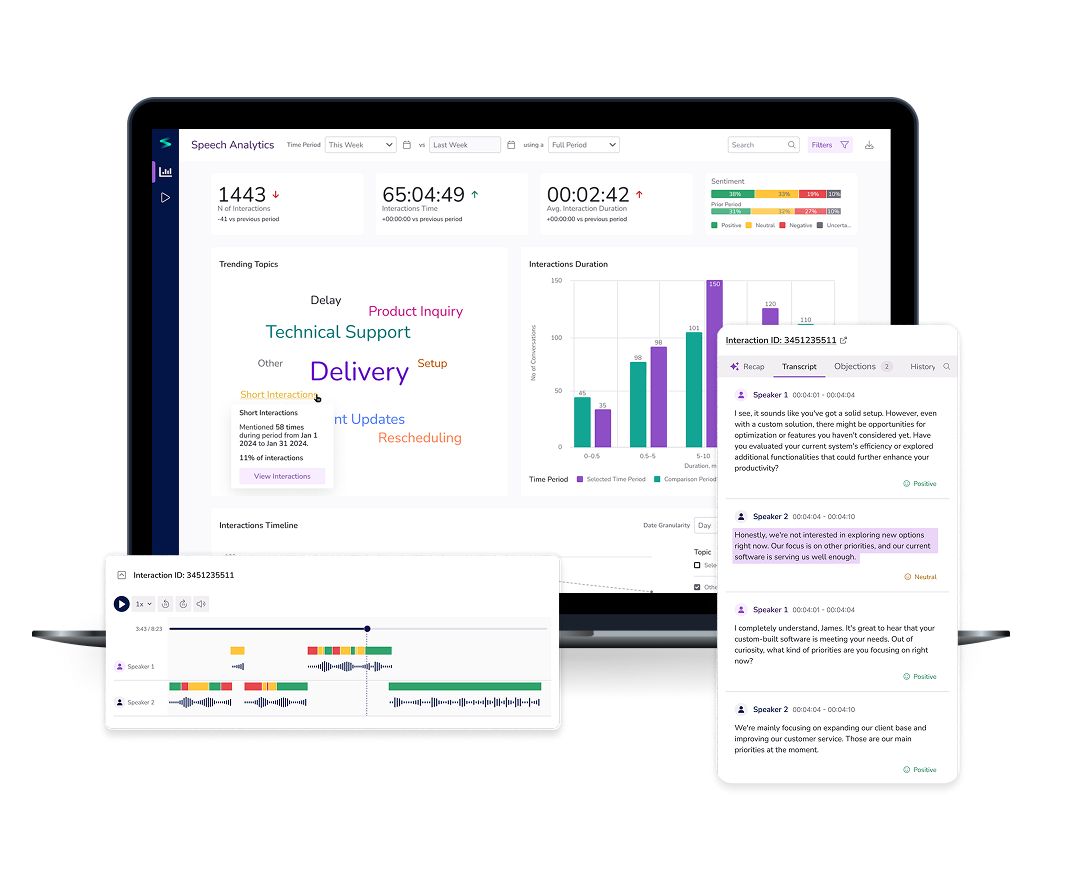 Speech Analytics
Time Period
This Week
vs
Last Week
using a
Full Period
Search
Filters
1443
N of Interactions
-41 vs previous period
65:04:49
Interactions Time
+00:00:00 vs previous period
00:02:42
Avg. Interaction Duration
+00:00:00 vs previous period
Sentiment
38% 33% 19% 10%
Prior Period
31% 32% 27% 10%
Positive Neutral Negative Uncerta...
Trending Topics
Delay
Product Inquiry
Technical Support
Other
Delivery
Setup
Short Interactions
nt Updates
Rescheduling
Short Interactions
Mentioned 58 times
during period from Jan 1
2024 to Jan 31 2024.
11% of interactions
View Interactions
Interactions Duration
No of Conversations
150
100
50
0
45
35
98
98
101
150
120
110
0-0.5
0.5-5
5-10
Duration, m
Time Period
Selected Time Period
Comparison Period
Interactions Timeline
Date Granularity
Day
Topic
Sele
Othe
Interaction ID: 3451235511
1x
3:43 / 8:23
Speaker 1
Speaker 2
Interaction ID: 3451235511
Recap
Transcript
Objections 2
History
Speaker 1 00:04:01 - 00:04:04
I see, it sounds like you've got a solid setup. However, even
with a custom solution, there might be opportunities for
optimization or features you haven't considered yet. Have
you evaluated your current system's efficiency or explored
additional functionalities that could further enhance your
productivity?
Positive
Speaker 2 00:04:04 - 00:04:10
Honestly, we're not interested in exploring new options
right now. Our focus is on other priorities, and our current
software is serving us well enough.
Neutral
Speaker 1 00:04:01 - 00:04:04
I completely understand, James. It's great to hear that your
custom-built software is meeting your needs. Out of
curiosity, what kind of priorities are you focusing on right
now?
Positive
Speaker 2 00:04:04 - 00:04:10
We're mainly focusing on expanding our client base and
improving our customer service. Those are our main
priorities at the moment.
Positive